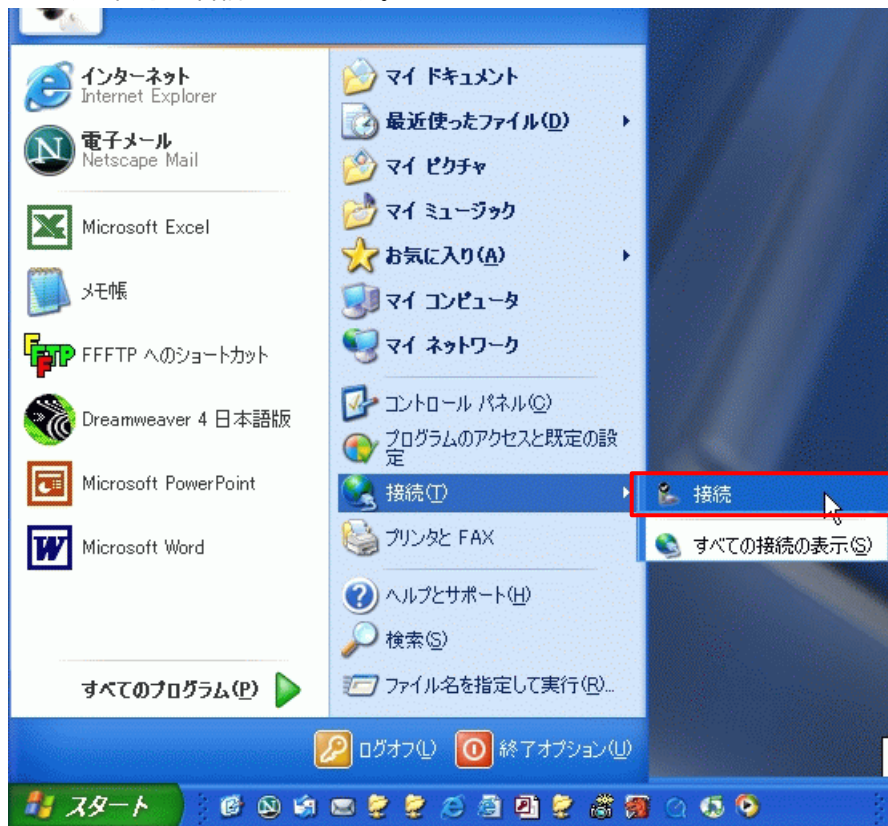 インターネット
Internet Explorer
電子メール
Netscape Mail
Microsoft Excel
メモ帳
FFFTP へのショートカット
Dreamweaver 4 日本語版
Microsoft PowerPoint
Microsoft Word
すべてのプログラム(P)
マイ ドキュメント
最近使ったファイル(D)
マイ ピクチャ
マイ ミュージック
お気に入り(A)
マイ コンピュータ
マイ ネットワーク
コントロール パネル(C)
プログラムのアクセスと既定の設
定
接続(T)
プリンタと FAX
ヘルプとサポート(H)
検索(S)
ファイル名を指定して実行(R)...
接続
すべての接続の表示(S)
ログオフ(L)
終了オプション(U)
スタート